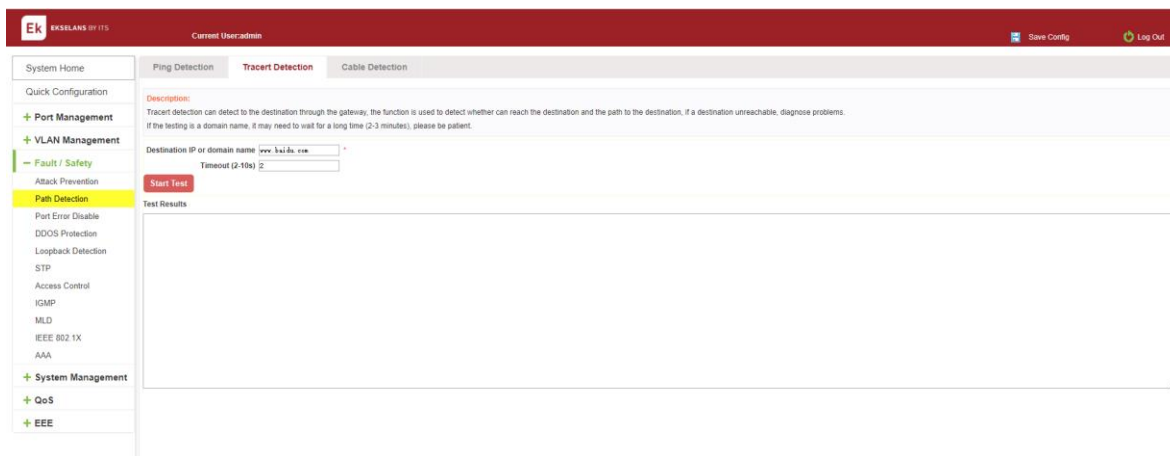 Ek EKSELANS BY ITS
Current User:admin
Save Config
Log Out
System Home
Quick Configuration
+ Port Management
+ VLAN Management
− Fault / Safety
Attack Prevention
Path Detection
Port Error Disable
DDOS Protection
Loopback Detection
STP
Access Control
IGMP
MLD
IEEE 802.1X
AAA
+ System Management
+ QoS
+ EEE
Ping Detection
Tracert Detection
Cable Detection
Description:
Tracert detection can detect to the destination through the gateway, the function is used to detect whether can reach the destination and the path to the destination, if a destination unreachable, diagnose problems.
If the testing is a domain name, it may need to wait for a long time (2-3 minutes), please be patient.
Destination IP or domain name www.baidu.com *
Timeout (2-10s) 2
Start Test
Test Results